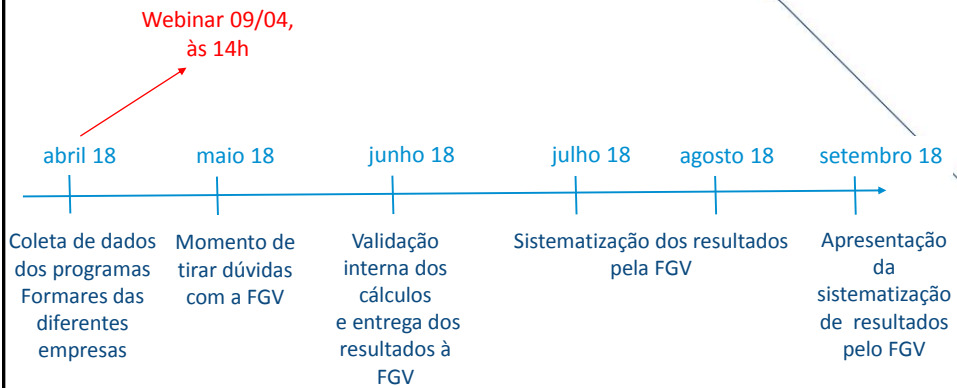 Webinar 09/04,
às 14h
abril 18
maio 18
junho 18
julho 18
agosto 18
setembro 18
Coleta de dados
dos programas
Formares das
diferentes
empresas
Momento de
tirar dúvidas
com a FGV
Validação
interna dos
cálculos
e entrega dos
resultados à
FGV
Sistematização dos resultados
pela FGV
Apresentação
da
sistematização
de resultados
pelo FGV